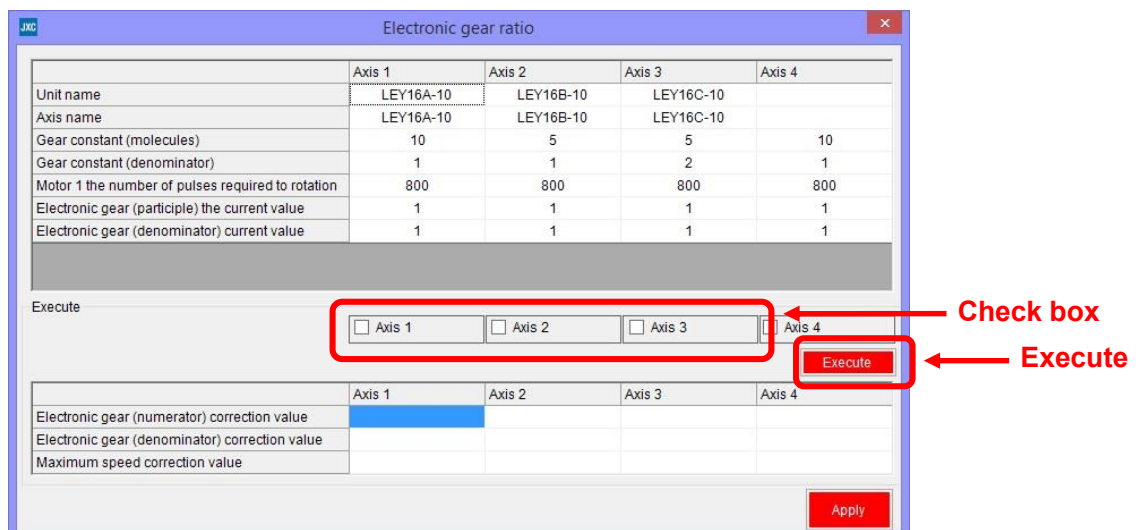 JXC Electronic gear ratio ×
Axis 1 Axis 2 Axis 3 Axis 4
Unit name LEY16A-10 LEY16B-10 LEY16C-10
Axis name LEY16A-10 LEY16B-10 LEY16C-10
Gear constant (molecules) 10 5 5 10
Gear constant (denominator) 1 1 2 1
Motor 1 the number of pulses required to rotation 800 800 800 800
Electronic gear (participle) the current value 1 1 1 1
Electronic gear (denominator) current value 1 1 1 1
Execute
Axis 1 Axis 2 Axis 3 Axis 4
Check box
Execute
Execute
Axis 1 Axis 2 Axis 3 Axis 4
Electronic gear (numerator) correction value
Electronic gear (denominator) correction value
Maximum speed correction value
Apply